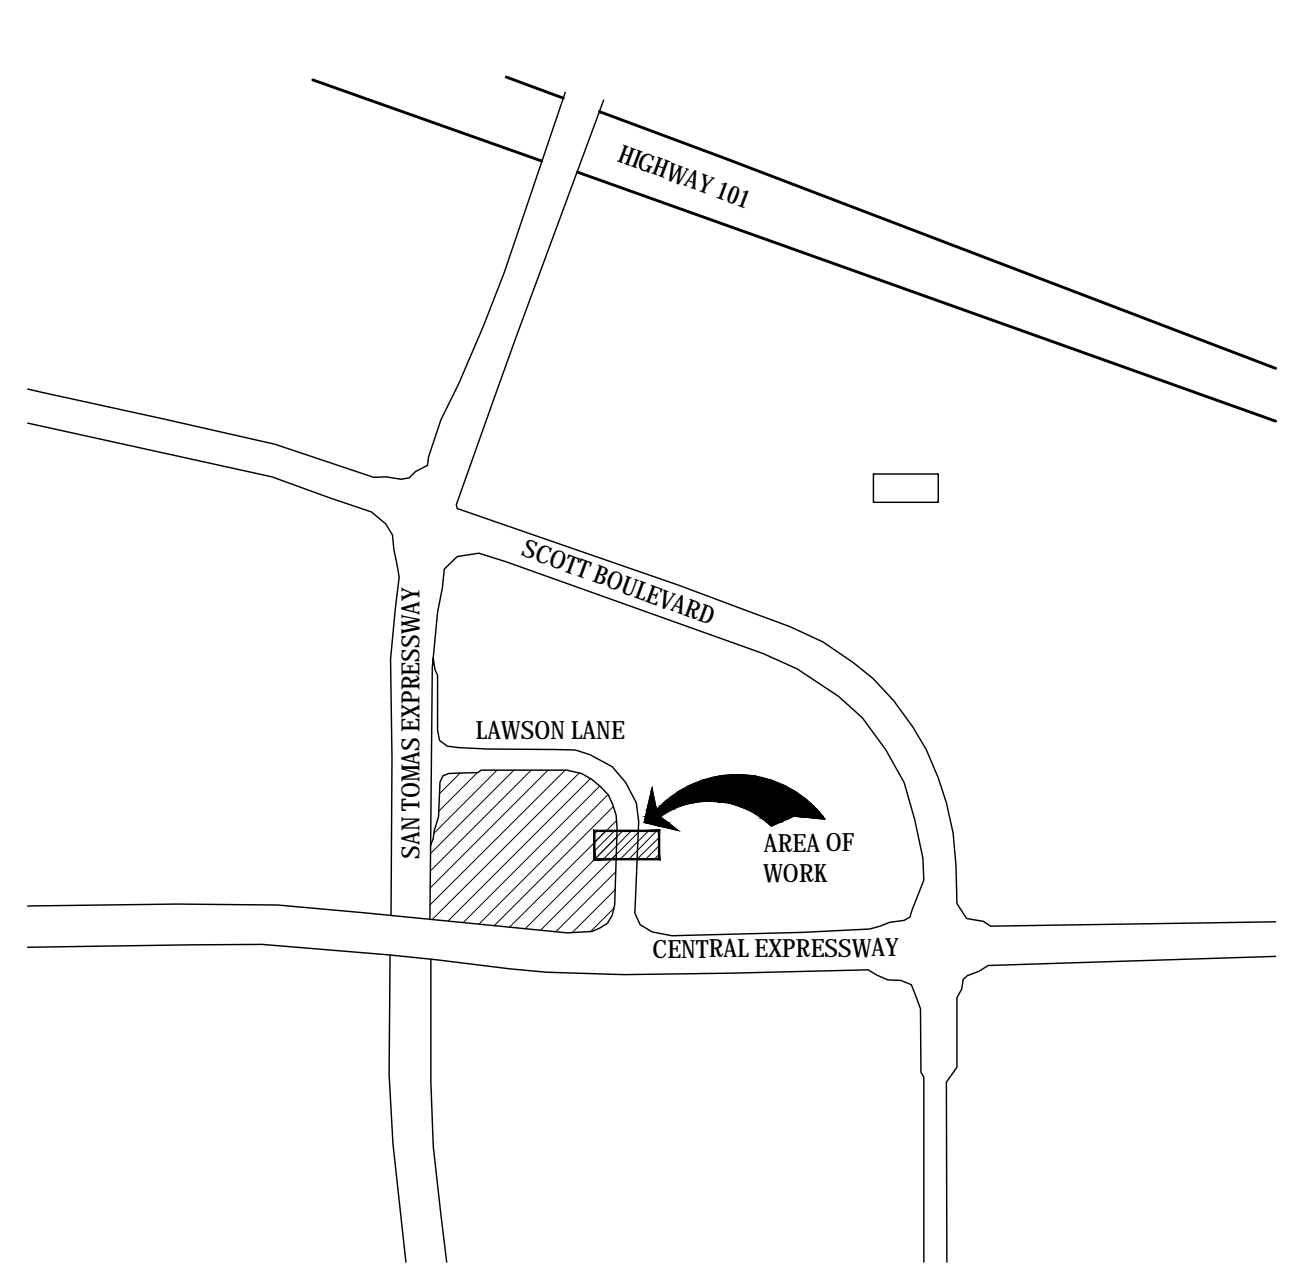 HIGHWAY 101
SCOTT BOULEVARD
SAN TOMAS EXPRESSWAY
LAWSON LANE
AREA OF
WORK
CENTRAL EXPRESSWAY